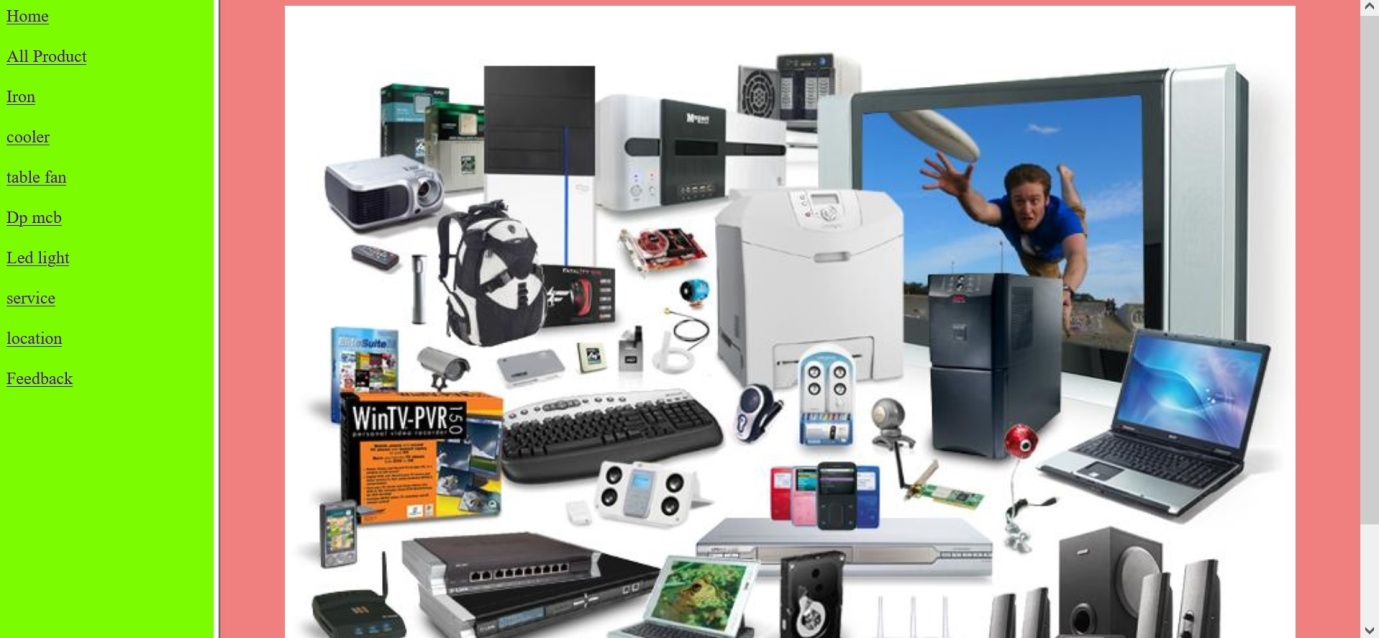 Home
All Product
Iron
cooler
table fan
Dp mcb
Led light
service
location
Feedback
EliteSuite
WinTV-PVR 150
personal video recorder